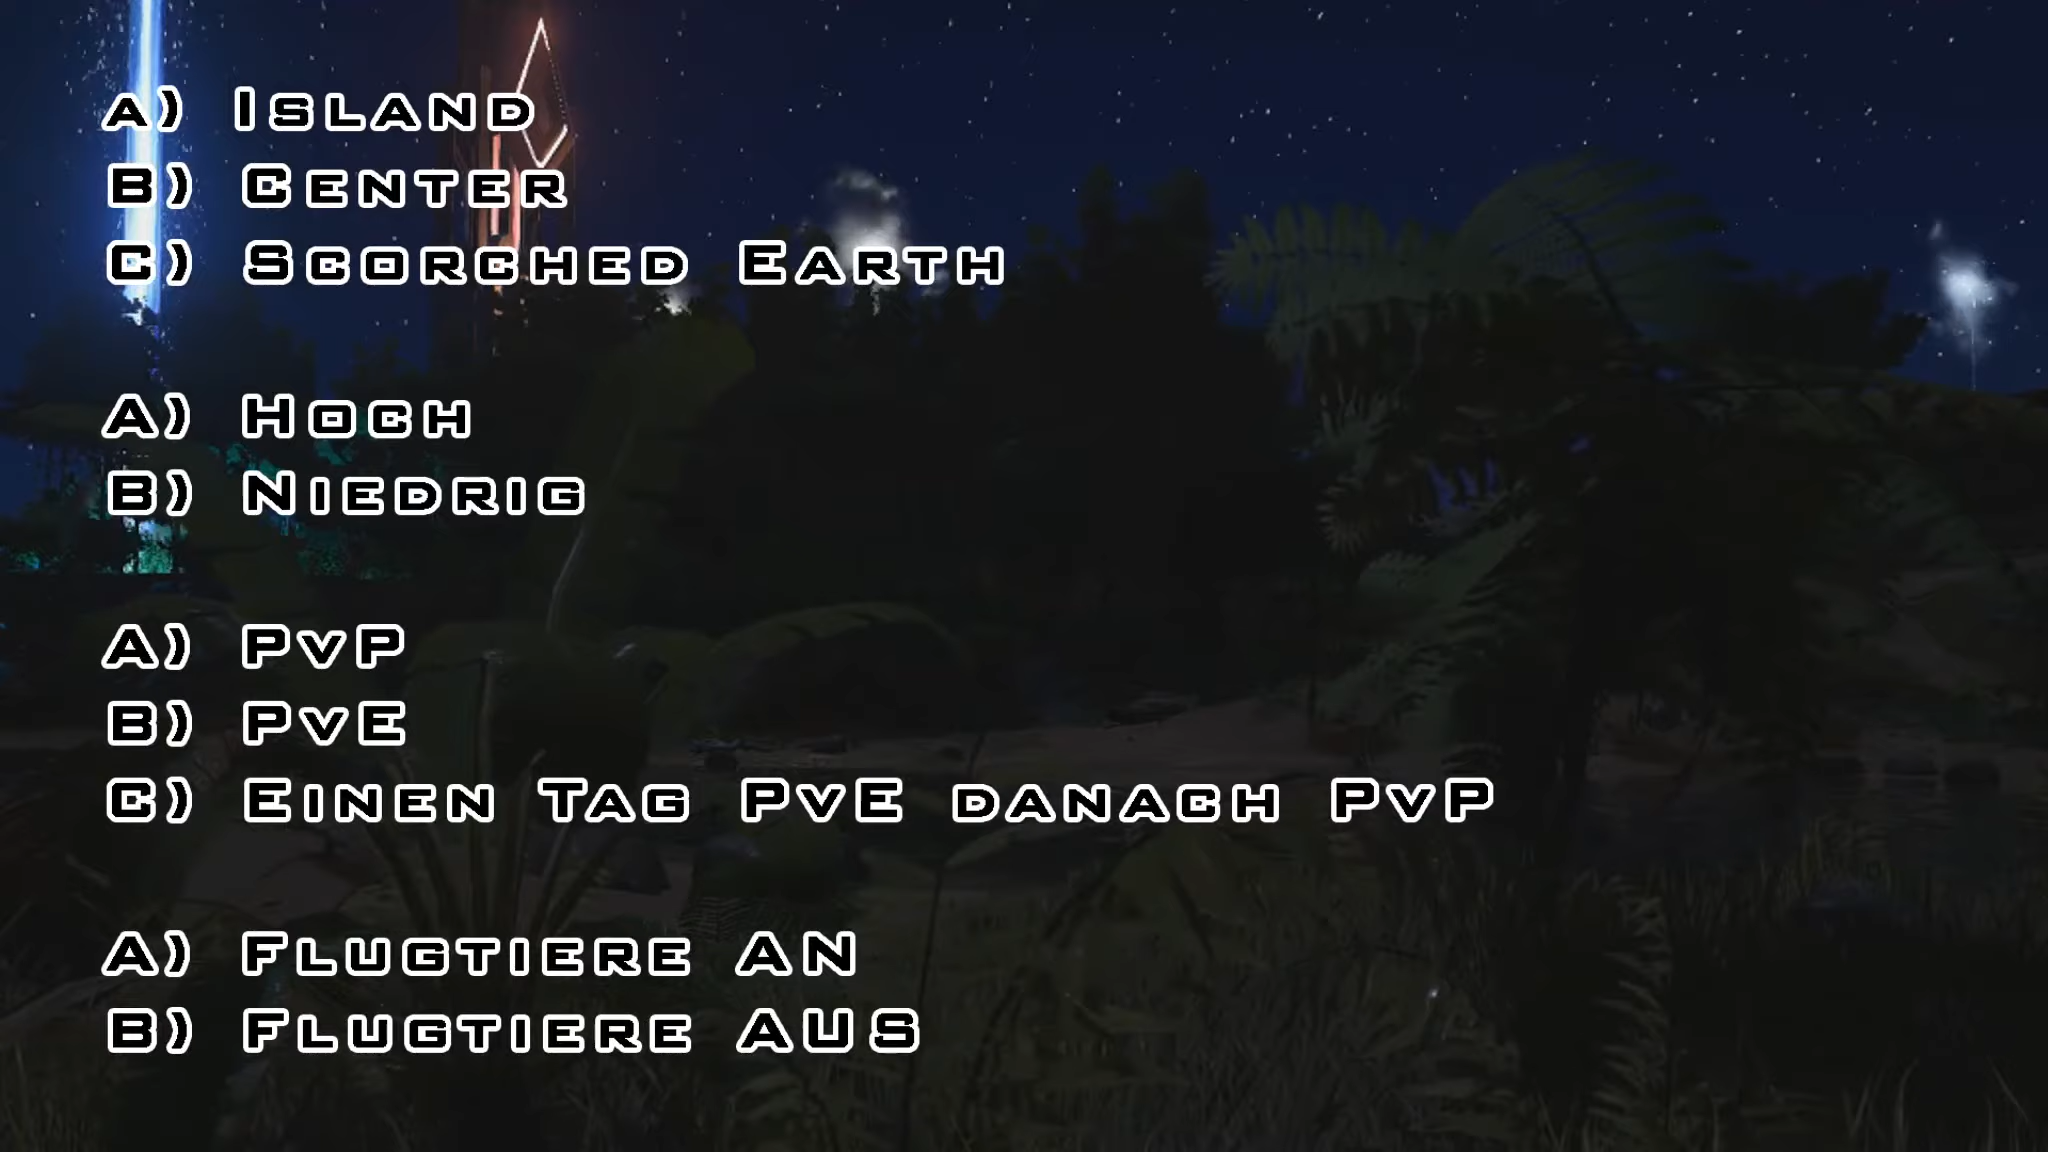 A) Island
B) Center
C) Scorched Earth
A) Hoch
B) Niedrig
A) PvP
B) PvE
C) Einen Tag PvE danach PvP
A) Flugtiere AN
B) Flugtiere AUS